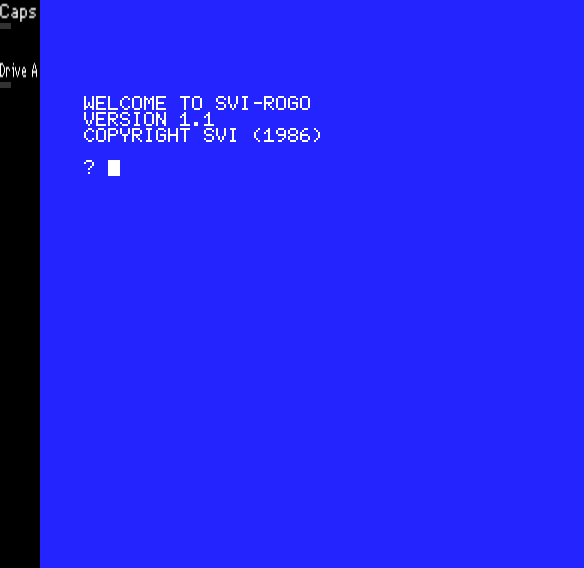 Caps
Drive A
WELCOME TO SVI-ROGO
VERSION 1.1
COPYRIGHT SVI (1986)
?